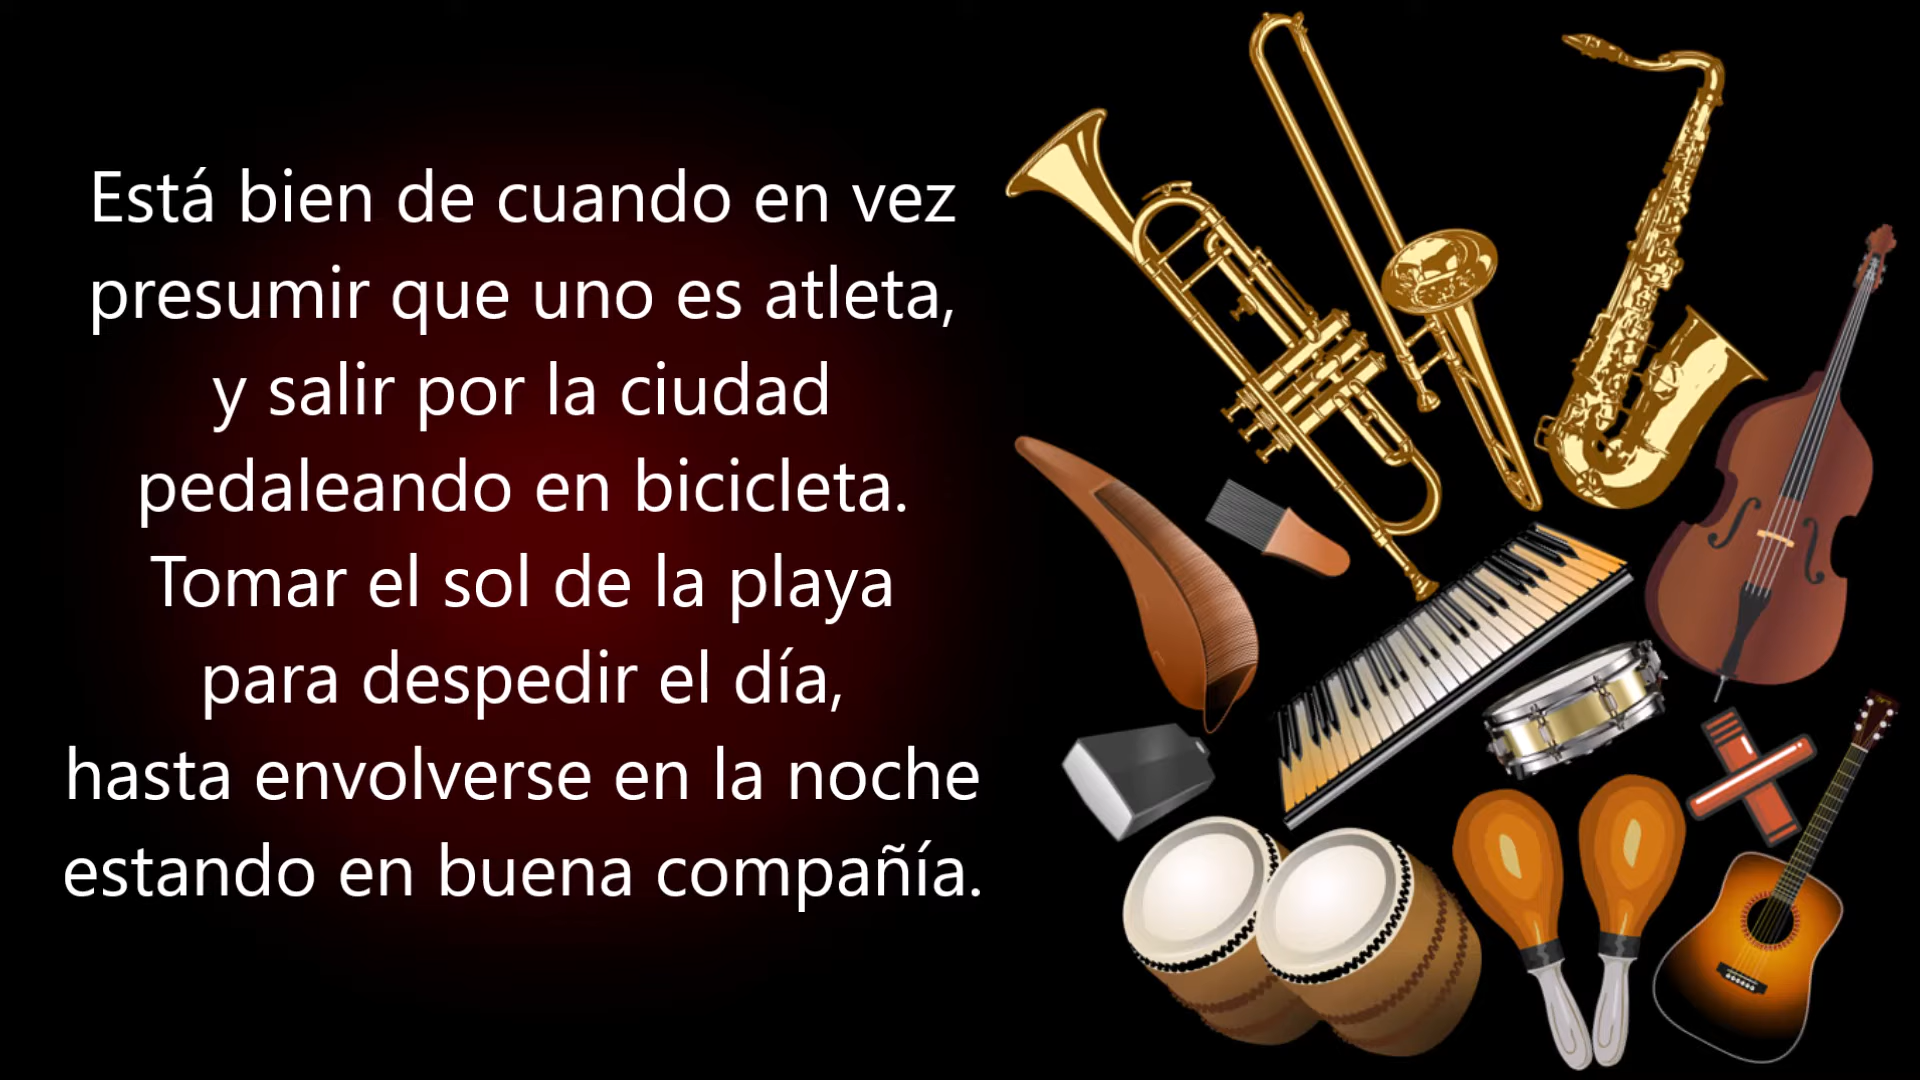 Está bien de cuando en vez
presumir que uno es atleta,
y salir por la ciudad
pedaleando en bicicleta.
Tomar el sol de la playa
para despedir el día,
hasta envolverse en la noche
estando en buena compañía.